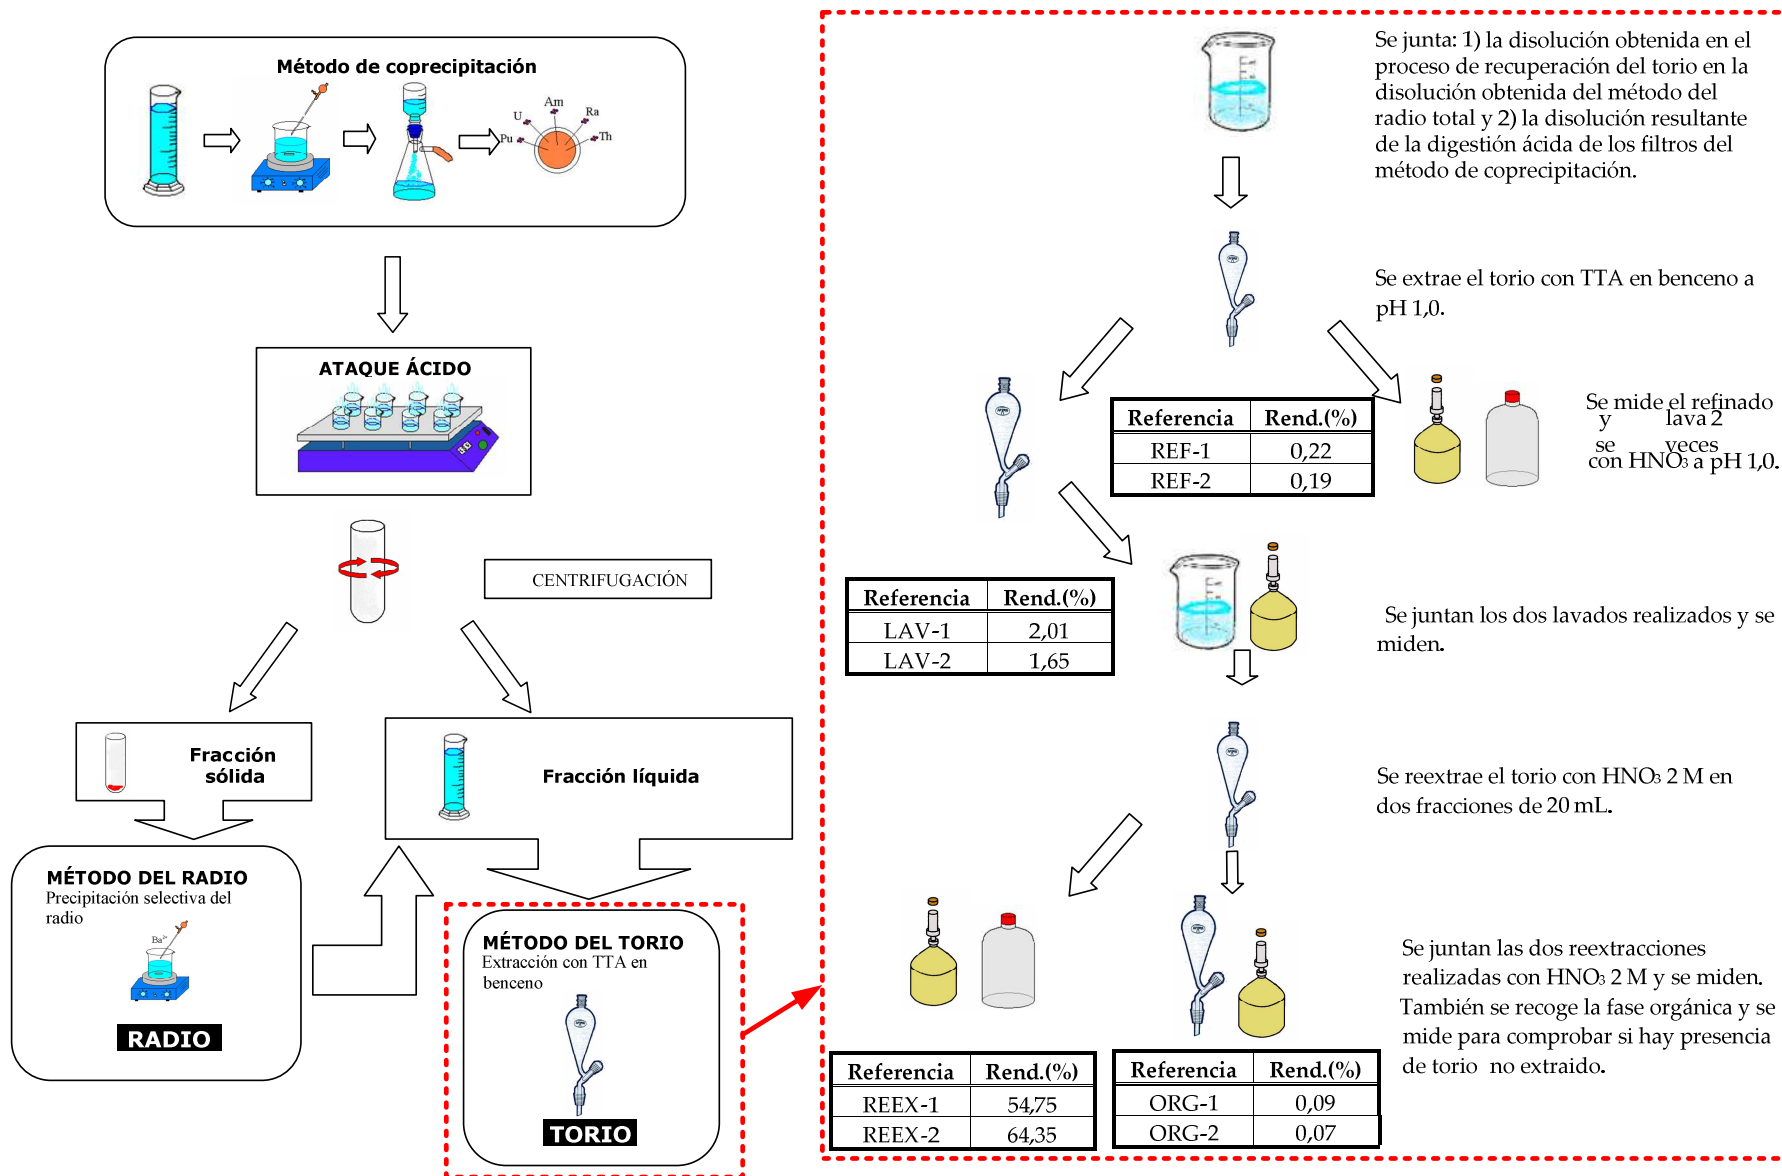 Método de coprecipitación
Pu
U
Am
Ra
Th
ATAQUE ÁCIDO
CENTRIFUGACIÓN
Fracción
sólida
Fracción líquida
MÉTODO DEL RADIO
Precipitación selectiva del
radio
Ba2+
RADIO
MÉTODO DEL TORIO
Extracción con TTA en
benceno
TORIO
Se junta: 1) la disolución obtenida en el
proceso de recuperación del torio en la
disolución obtenida del método del
radio total y 2) la disolución resultante
de la digestión ácida de los filtros del
método de coprecipitación.
Se extrae el torio con TTA en benceno a
pH 1,0.
Referencia Rend.(%)
REF-1 0,22
REF-2 0,19
Se mide el refinado
y lava 2
se veces
con HNO3 a pH 1,0.
Referencia Rend.(%)
LAV-1 2,01
LAV-2 1,65
Se juntan los dos lavados realizados y se
miden.
Se reextrae el torio con HNO3 2 M en
dos fracciones de 20 mL.
Se juntan las dos reextracciones
realizadas con HNO3 2 M y se miden.
También se recoge la fase orgánica y se
mide para comprobar si hay presencia
de torio no extraido.
Referencia Rend.(%)
REEX-1 54,75
REEX-2 64,35
Referencia Rend.(%)
ORG-1 0,09
ORG-2 0,07